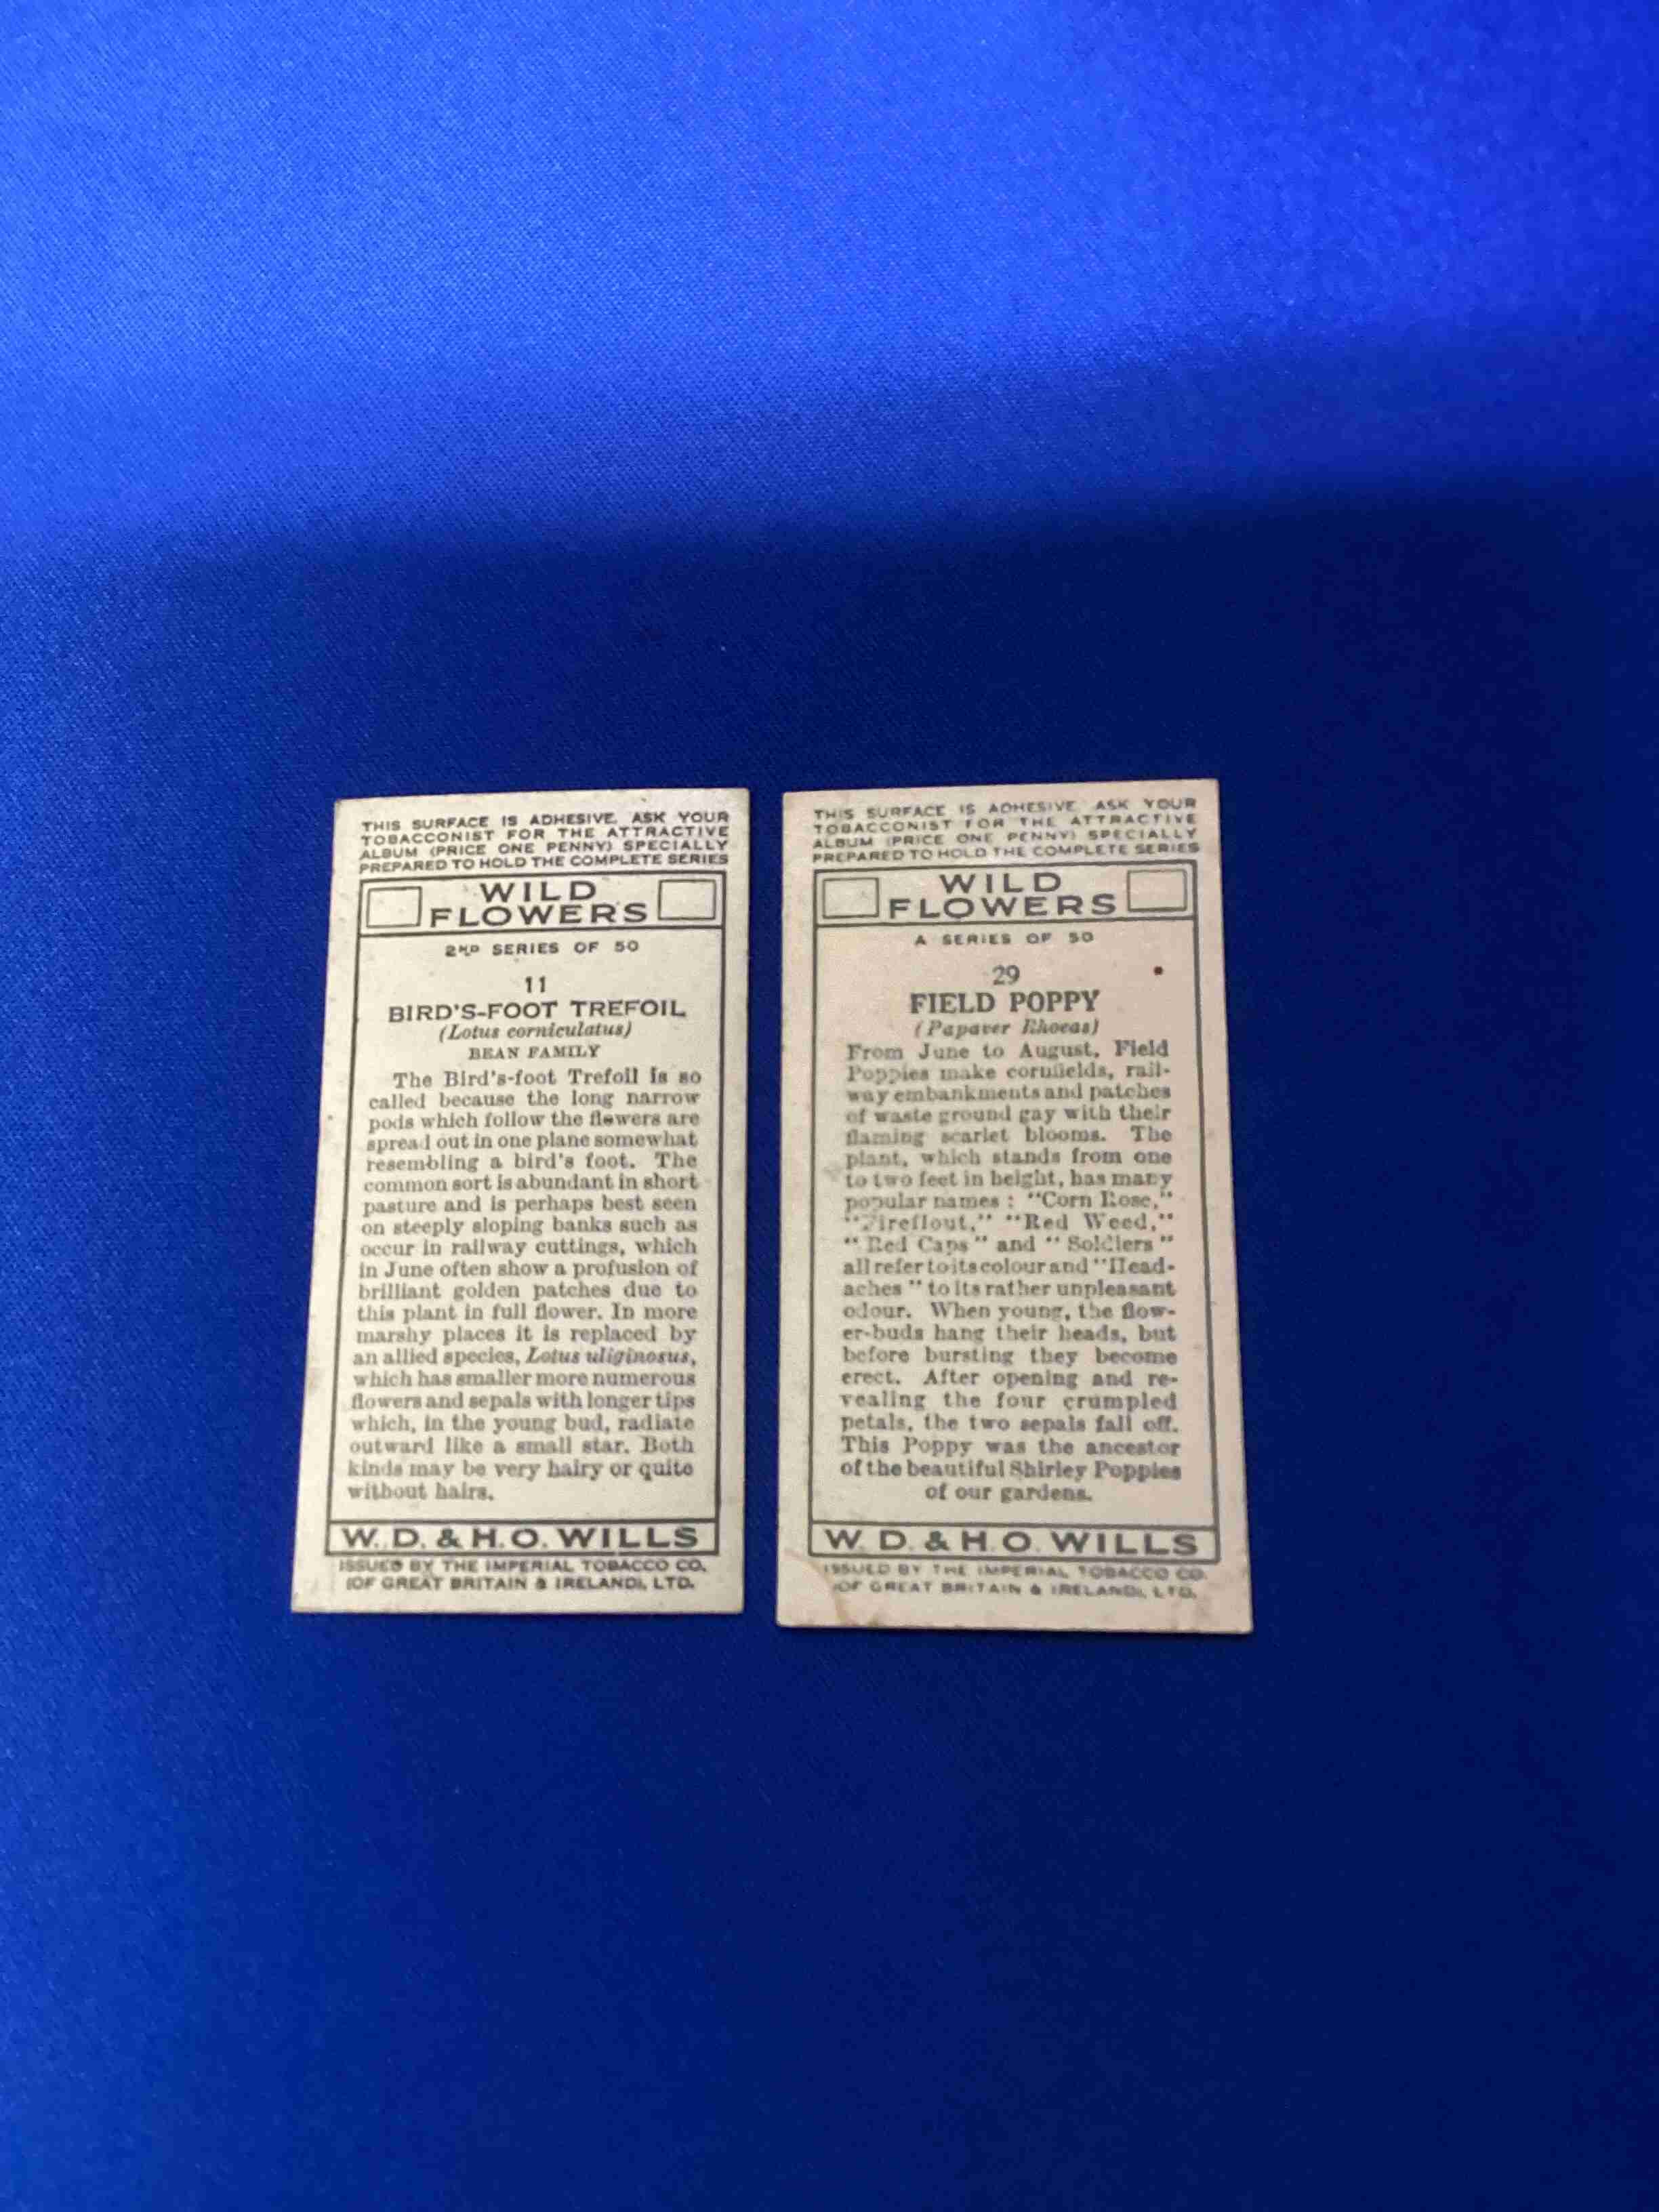 THIS SURFACE IS ADHESIVE. ASK YOUR
TOBACCONIST FOR THE ATTRACTIVE
ALBUM (PRICE ONE PENNY) SPECIALLY
PREPARED TO HOLD THE COMPLETE SERIES
WILD
FLOWERS
2ND SERIES OF 50
11
BIRD'S-FOOT TREFOIL
(Lotus corniculatus)
BEAN FAMILY
The Bird's-foot Trefoil is so
called because the long narrow
pods which follow the flowers are
spread out in one plane somewhat
resembling a bird's foot. The
common sort is abundant in short
pasture and is perhaps best seen
on steeply sloping banks such as
occur in railway cuttings, which
in June often show a profusion of
brilliant golden patches due to
this plant in full flower. In more
marshy places it is replaced by
an allied species, Lotus uliginosus,
which has smaller more numerous
flowers and sepals with longer tips
which, in the young bud, radiate
outward like a small star. Both
kinds may be very hairy or quite
without hairs.
W. D. & H. O. WILLS
ISSUED BY THE IMPERIAL TOBACCO CO.
(OF GREAT BRITAIN & IRELAND), LTD.
THIS SURFACE IS ADHESIVE. ASK YOUR
TOBACCONIST FOR THE ATTRACTIVE
ALBUM (PRICE ONE PENNY) SPECIALLY
PREPARED TO HOLD THE COMPLETE SERIES
WILD
FLOWERS
A SERIES OF 50
29
FIELD POPPY
(Papaver Rhoeas)
From June to August, Field
Poppies make cornfields, rail-
way embankments and patches
of waste ground gay with their
flaming scarlet blooms. The
plant, which stands from one
to two feet in height, has many
popular names : "Corn Rose,"
"Fireflout," "Red Weed,"
"Red Caps" and "Soldiers"
all refer to its colour and "Head-
aches" to its rather unpleasant
odour. When young, the flow-
er-buds hang their heads, but
before bursting they become
erect. After opening and re-
vealing the four crumpled
petals, the two sepals fall off.
This Poppy was the ancestor
of the beautiful Shirley Poppies
of our gardens.
W. D. & H. O. WILLS
ISSUED BY THE IMPERIAL TOBACCO CO.
(OF GREAT BRITAIN & IRELAND), LTD.